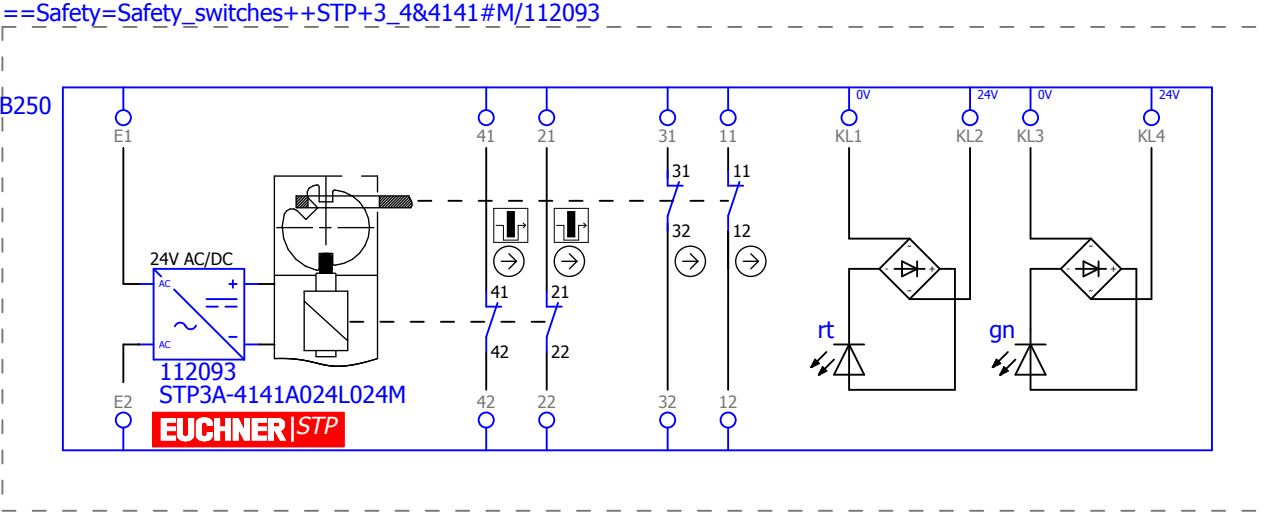 ==Safety=Safety_switches++STP+3_4&4141#M/112093
B250
0V 24V 0V 24V
E1 41 21 31 11 KL1 KL2 KL3 KL4
31 11
32 12
24V AC/DC
AC +
- + - +
~ ~
~ ~
41 21
rt gn
AC −
42 22
112093
STP3A-4141A024L024M
E2 42 22 32 12
EUCHNER|STP